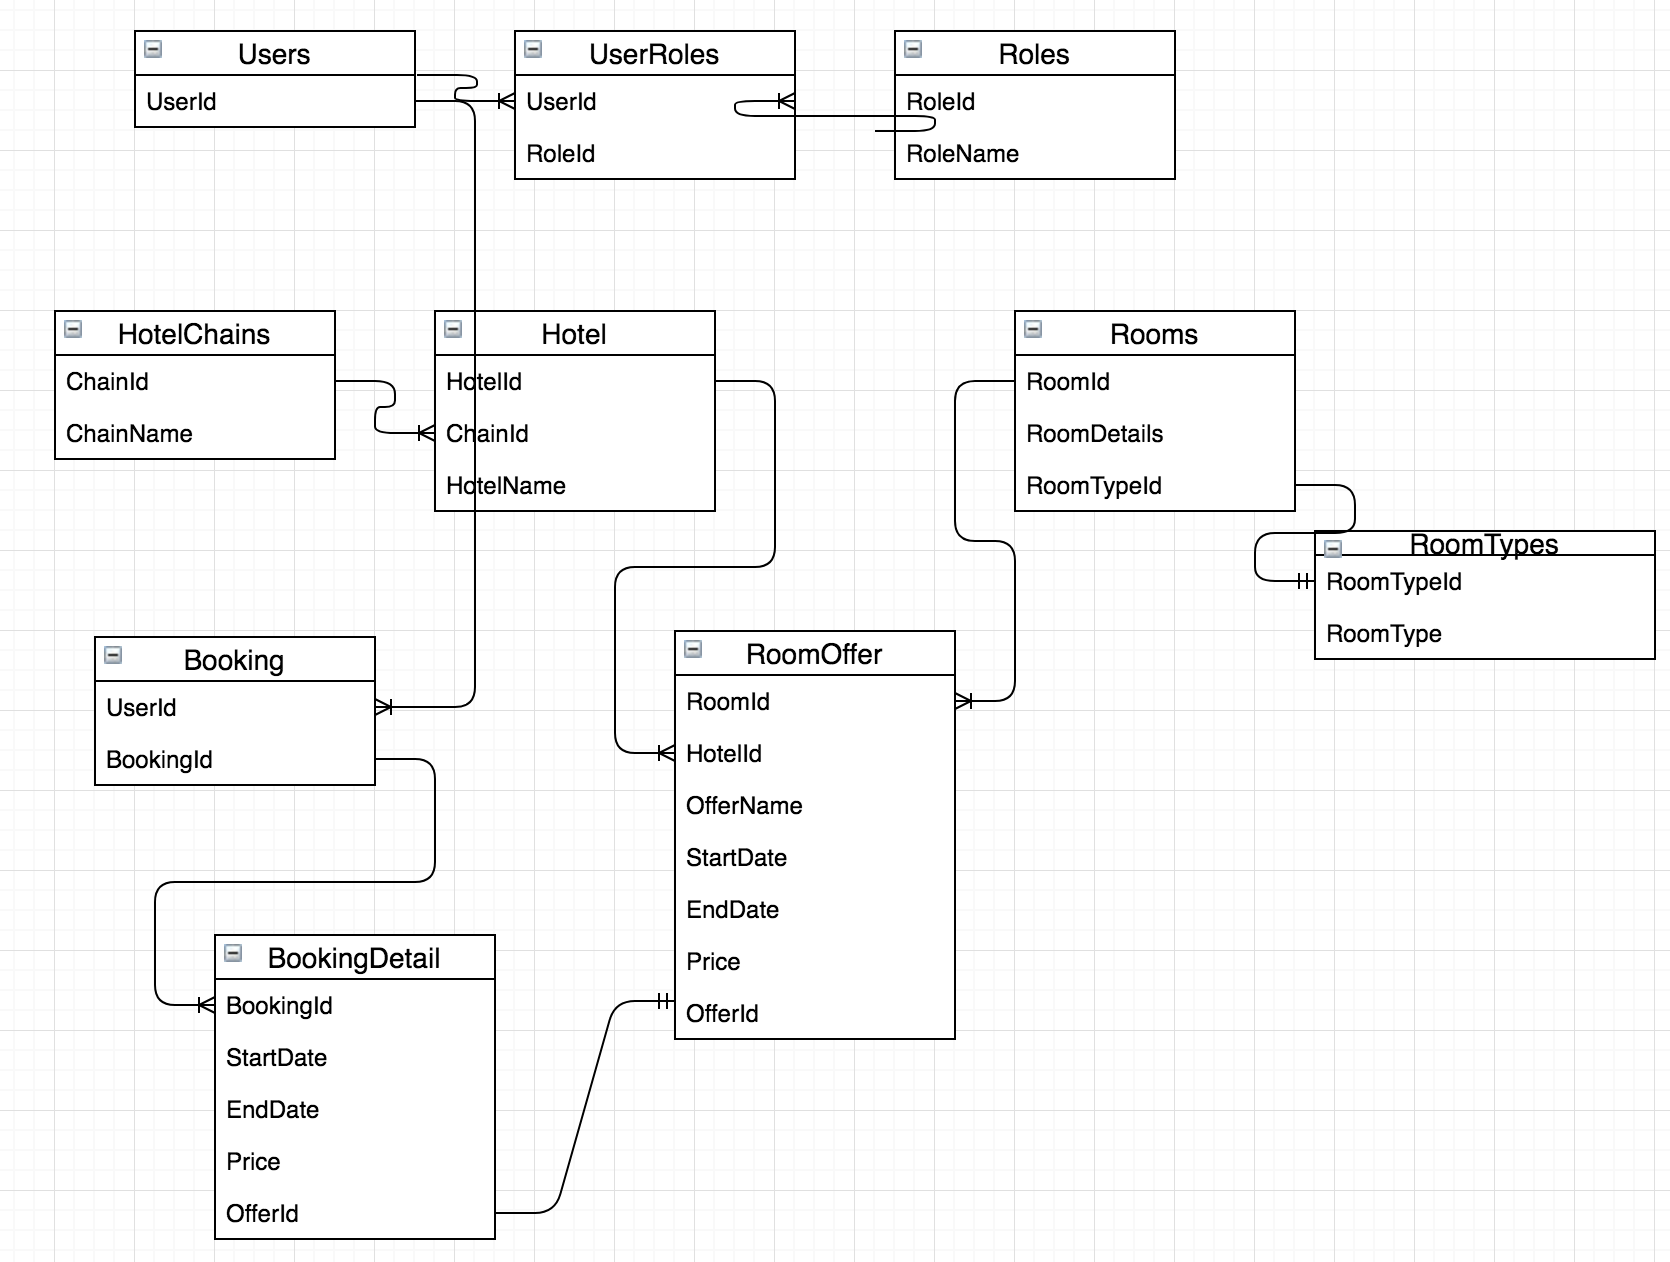 Users
UserId
UserRoles
UserId
RoleId
Roles
RoleId
RoleName
HotelChains
ChainId
ChainName
Hotel
HotelId
ChainId
HotelName
Rooms
RoomId
RoomDetails
RoomTypeId
RoomTypes
RoomTypeId
RoomType
Booking
UserId
BookingId
RoomOffer
RoomId
HotelId
OfferName
StartDate
EndDate
Price
OfferId
BookingDetail
BookingId
StartDate
EndDate
Price
OfferId